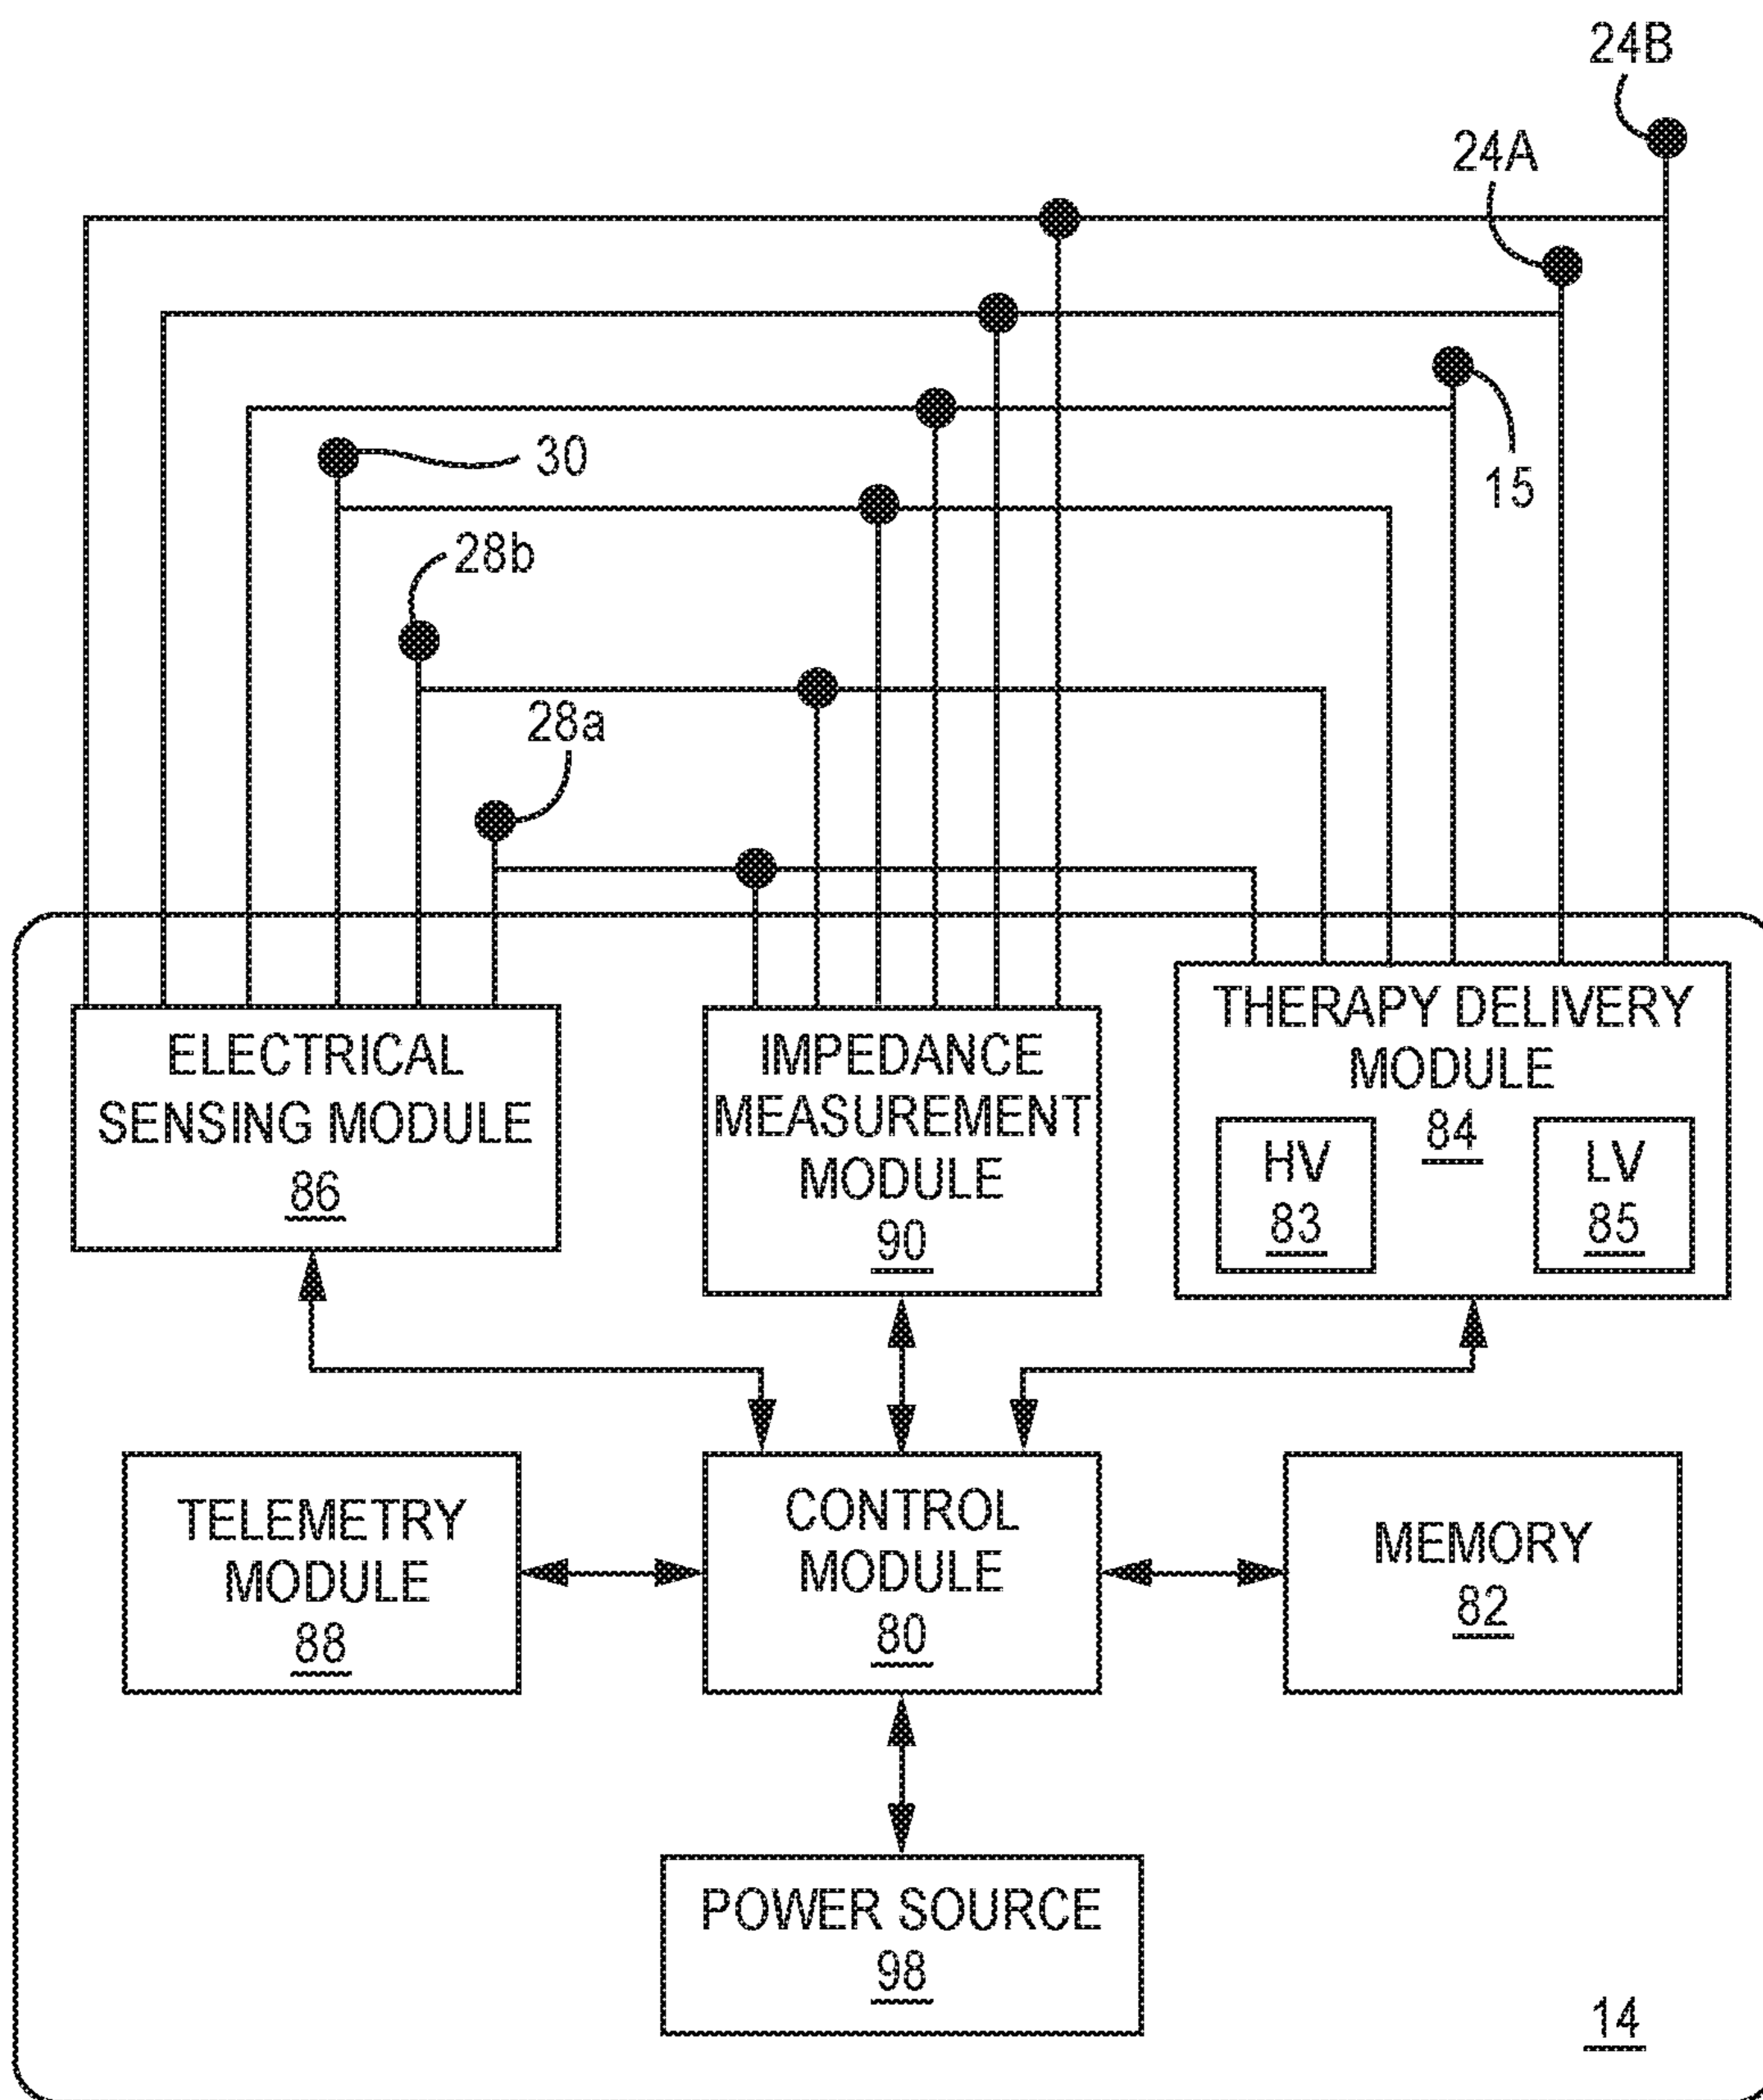 24B
24A
30
15
28b
28a
ELECTRICAL
SENSING MODULE
86
IMPEDANCE
MEASUREMENT
MODULE
90
THERAPY DELIVERY
MODULE
84
HV
83
LV
85
TELEMETRY
MODULE
88
CONTROL
MODULE
80
MEMORY
82
POWER SOURCE
98
14